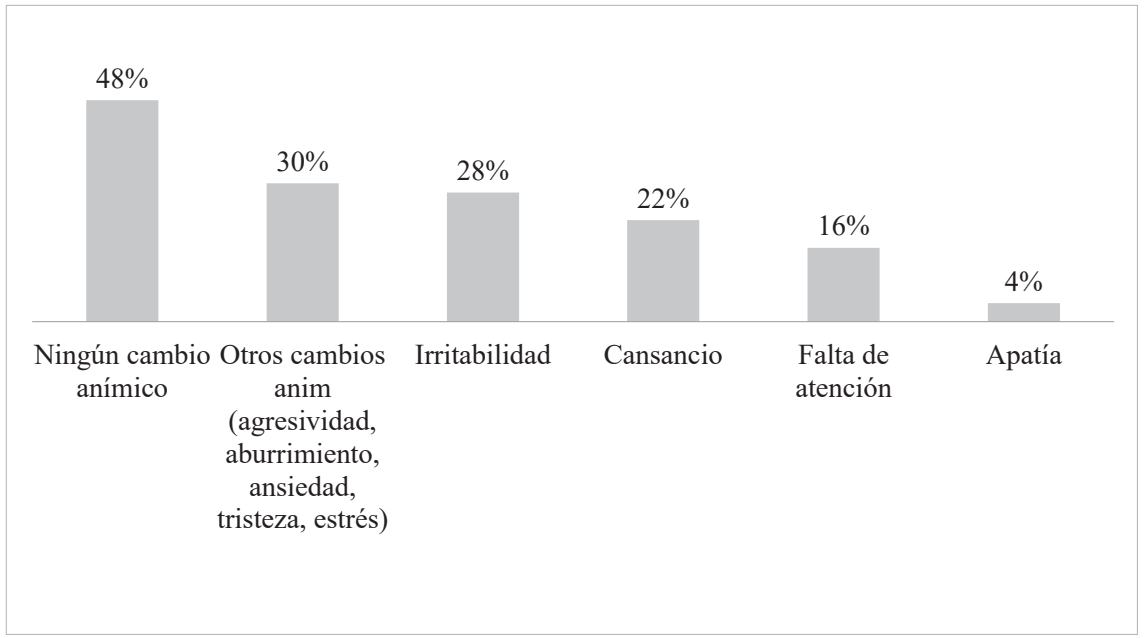 48%
30%
28%
22%
16%
4%
Ningún cambio
anímico
Otros cambios
anim
(agresividad,
aburrimiento,
ansiedad,
tristeza, estrés)
Irritabilidad
Cansancio
Falta de
atención
Apatía